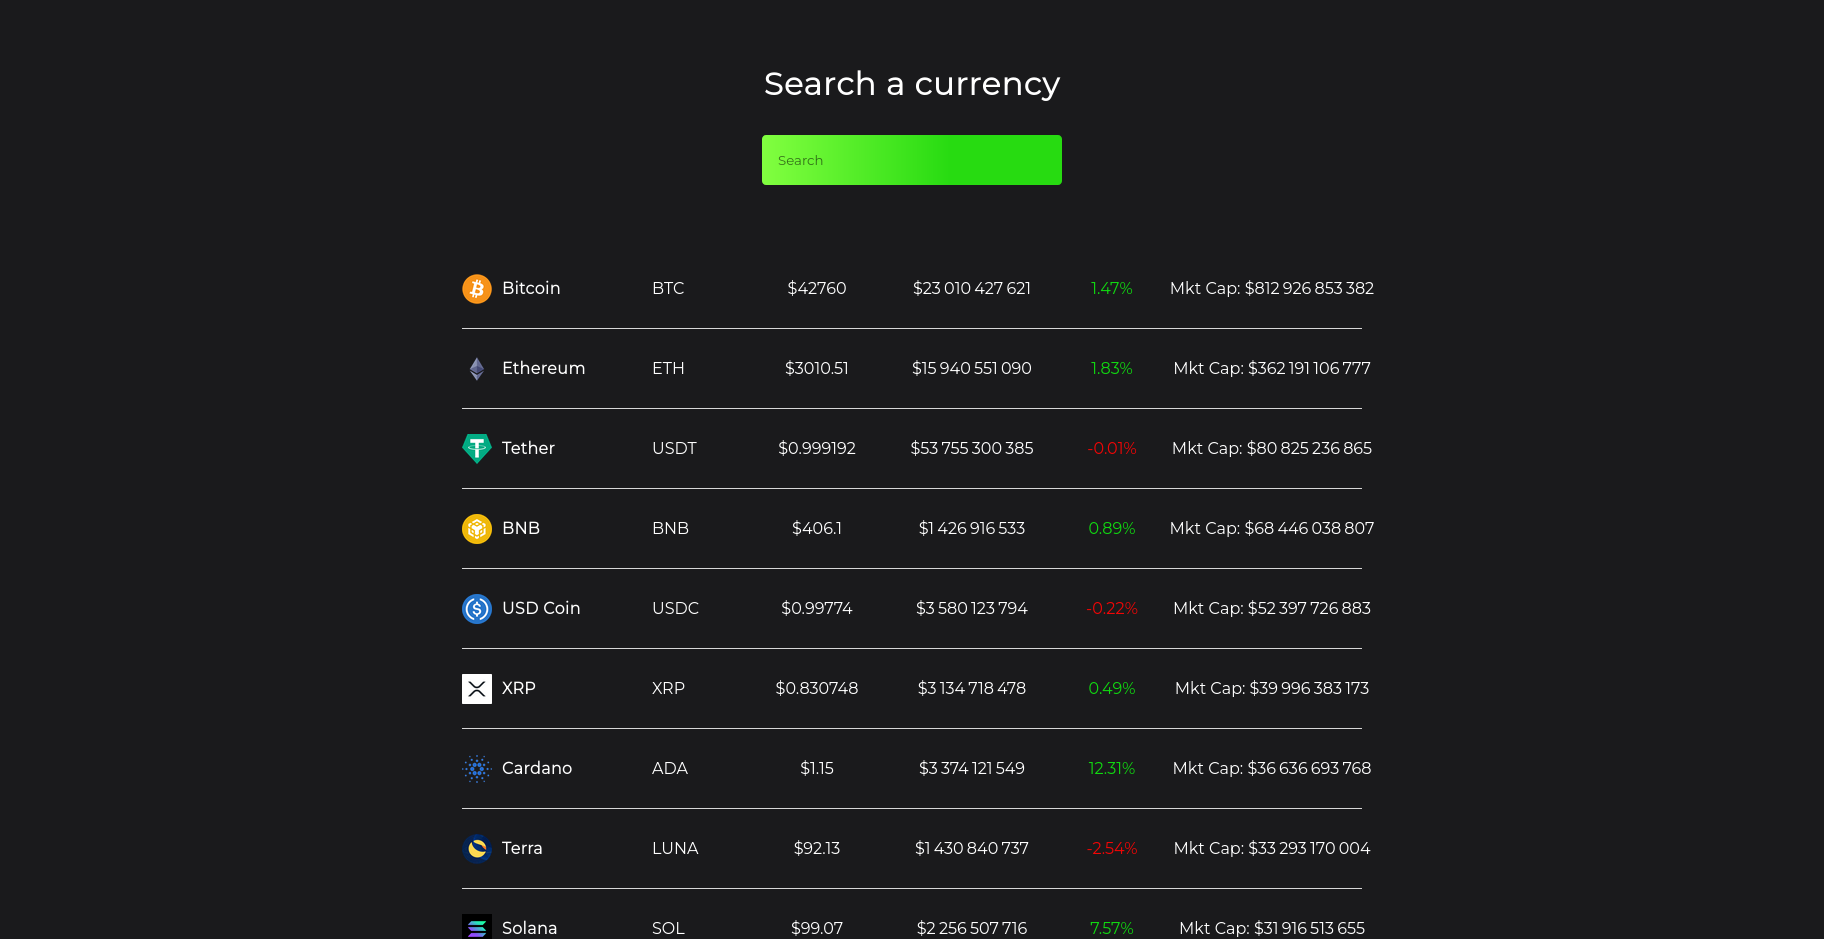 Search a currency
Search
Bitcoin BTC $42760 $23 010 427 621 1.47% Mkt Cap: $812 926 853 382
Ethereum ETH $3010.51 $15 940 551 090 1.83% Mkt Cap: $362 191 106 777
Tether USDT $0.999192 $53 755 300 385 -0.01% Mkt Cap: $80 825 236 865
BNB BNB $406.1 $1 426 916 533 0.89% Mkt Cap: $68 446 038 807
USD Coin USDC $0.99774 $3 580 123 794 -0.22% Mkt Cap: $52 397 726 883
XRP XRP $0.830748 $3 134 718 478 0.49% Mkt Cap: $39 996 383 173
Cardano ADA $1.15 $3 374 121 549 12.31% Mkt Cap: $36 636 693 768
Terra LUNA $92.13 $1 430 840 737 -2.54% Mkt Cap: $33 293 170 004
Solana SOL $99.07 $2 256 507 716 7.57% Mkt Cap: $31 916 513 655